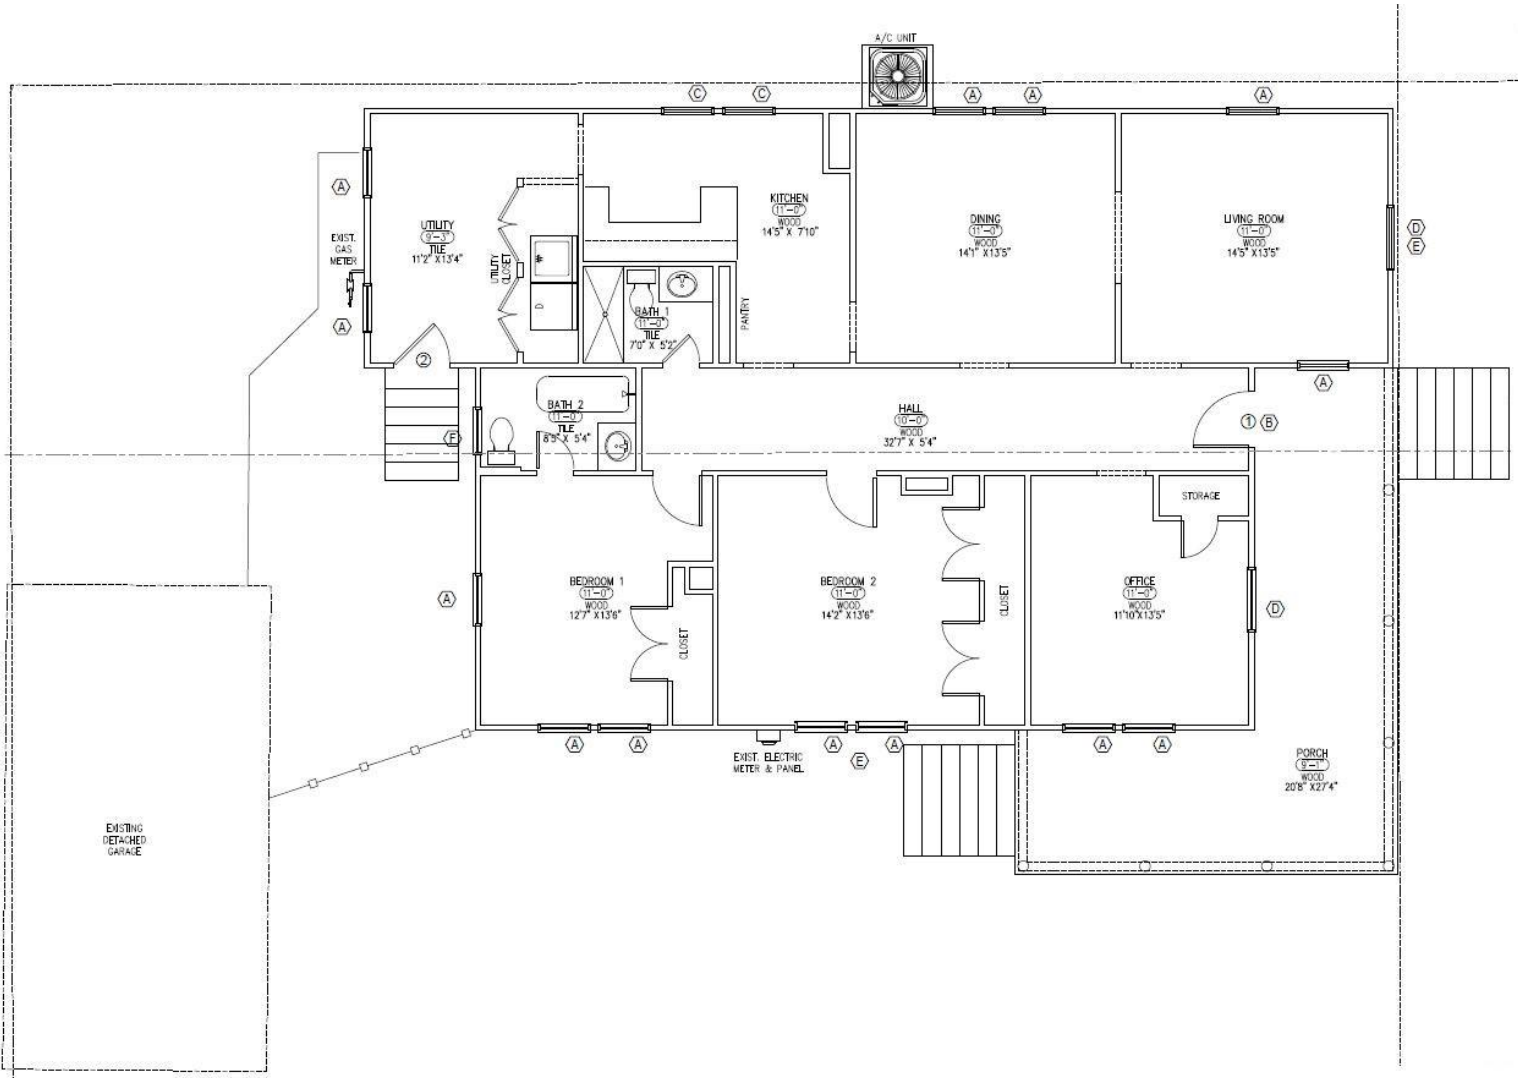 A/C UNIT
C
C
A
A
A
A
EXIST.
GAS
METER
A
UTILITY
9'-3"
TILE
11'2" X13'4"
UTILITY
CLOSET
2
KITCHEN
11'-0"
WOOD
14'5" X 7'10"
BATH 1
11'-0"
TILE
7'0" X 5'2"
PANTRY
DINING
11'-0"
WOOD
14'1" X13'5"
LIVING ROOM
11'-0"
WOOD
14'5" X13'5"
D
E
A
BATH 2
11'-0"
TILE
8'5" X 5'4"
F
HALL
10'-0"
WOOD
32'7" X 5'4"
1
B
STORAGE
A
BEDROOM 1
11'-0"
WOOD
12'7" X13'6"
CLOSET
BEDROOM 2
11'-0"
WOOD
14'2" X13'6"
CLOSET
OFFICE
11'-0"
WOOD
11'10"X13'5"
D
A
A
A
E
A
A
A
EXIST. ELECTRIC
METER & PANEL
PORCH
9'-1"
WOOD
20'8" X27'4"
EXISTING
DETACHED
GARAGE